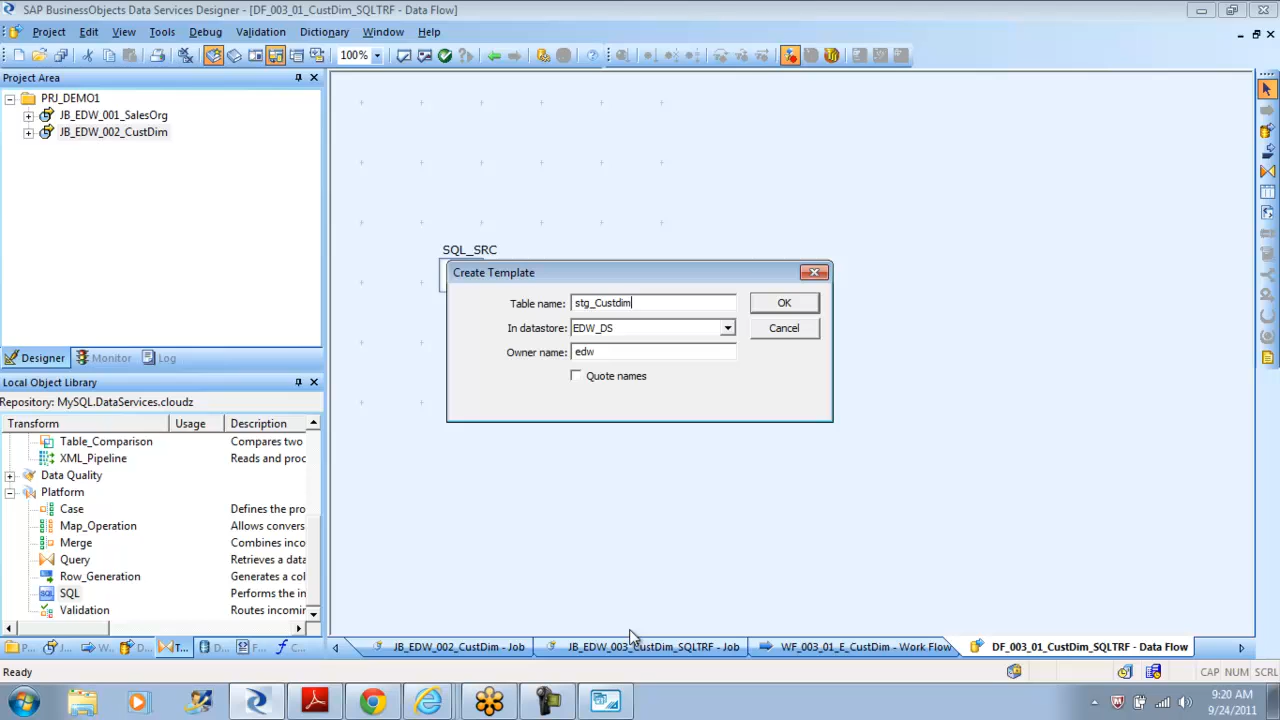 SAP BusinessObjects Data Services Designer - [DF_003_01_CustDim_SQLTRF - Data Flow]
Project Edit View Tools Debug Validation Dictionary Window Help
100%
Project Area
PRJ_DEMO1
JB_EDW_001_SalesOrg
JB_EDW_002_CustDim
SQL_SRC
Create Template
Table name: stg_Custdim OK
In datastore: EDW_DS Cancel
Owner name: edw
Quote names
Designer Monitor Log
Local Object Library
Repository: MySQL.DataServices.cloudz
Transform Usage Description
Table_Comparison Compares two
XML_Pipeline Reads and proc
Data Quality
Platform
Case Defines the pro
Map_Operation Allows convers
Merge Combines inco
Query Retrieves a data
Row_Generation Generates a col
SQL SQL Performs the in
Validation Routes incomin
P... J... W... D... T... D... F... C...
JB_EDW_002_CustDim - Job JB_EDW_003_CustDim_SQLTRF - Job WF_003_01_E_CustDim - Work Flow DF_003_01_CustDim_SQLTRF - Data Flow
Ready CAP NUM SCRL
9:20 AM
9/24/2011